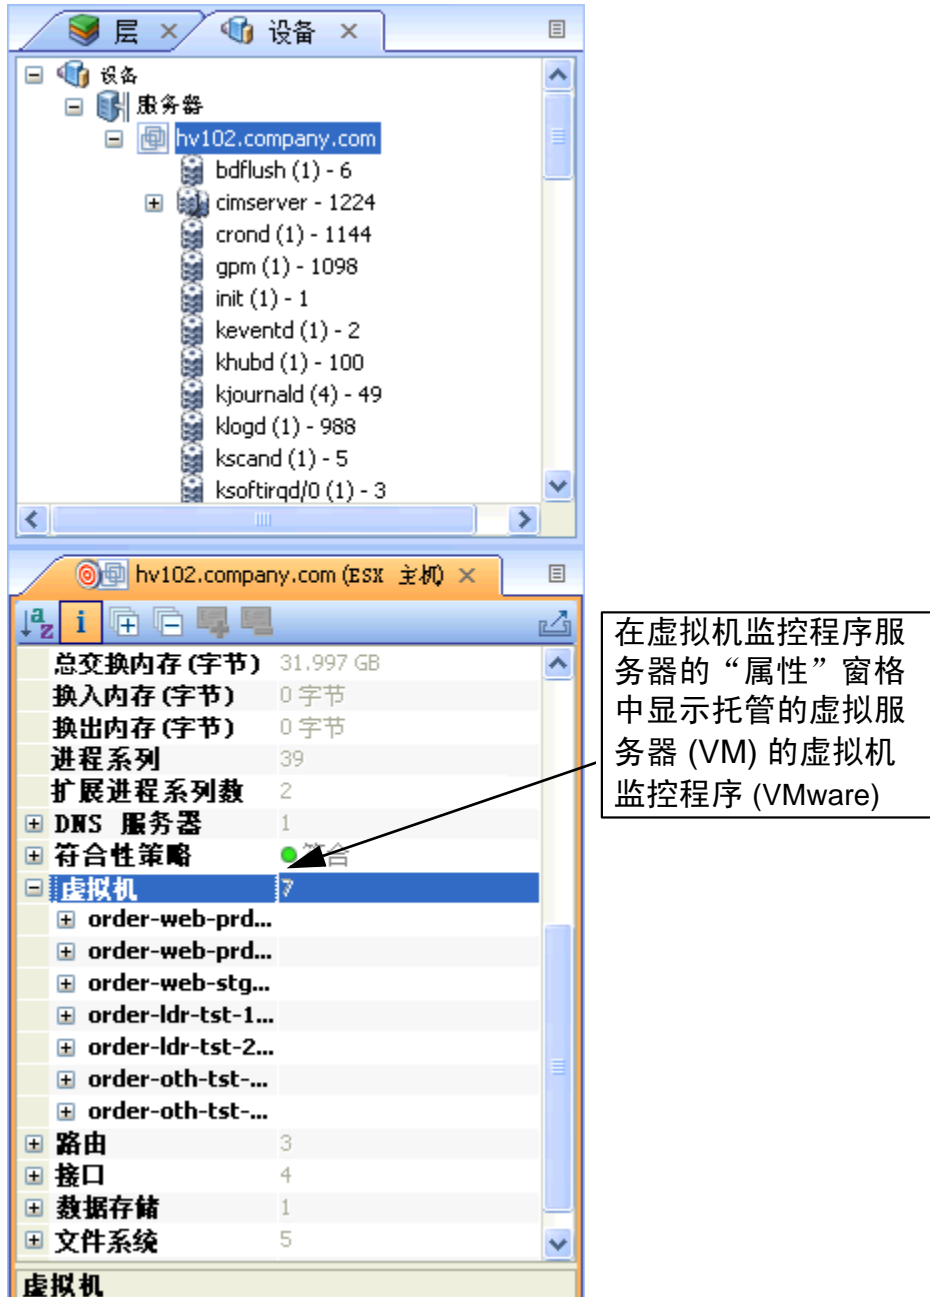 层 设备
设备
服务器
hv102.company.com
bdflush (1) - 6
cimserver - 1224
crond (1) - 1144
gpm (1) - 1098
init (1) - 1
keventd (1) - 2
khubd (1) - 100
kjournald (4) - 49
klogd (1) - 988
kscand (1) - 5
ksoftirqd/0 (1) - 3
hv102.company.com (ESX 主机)
总交换内存 (字节) 31.997 GB
换入内存 (字节) 0 字节
换出内存 (字节) 0 字节
进程系列 39
扩展进程系列数 2
DNS 服务器 1
符合性策略 符合
虚拟机 7
order-web-prd...
order-web-prd...
order-web-stg...
order-ldr-tst-1...
order-ldr-tst-2...
order-oth-tst-...
order-oth-tst-...
路由 3
接口 4
数据存储 1
文件系统 5
虚拟机
在虚拟机监控程序服
务器的“属性”窗格
中显示托管的虚拟服
务器 (VM) 的虚拟机
监控程序 (VMware)